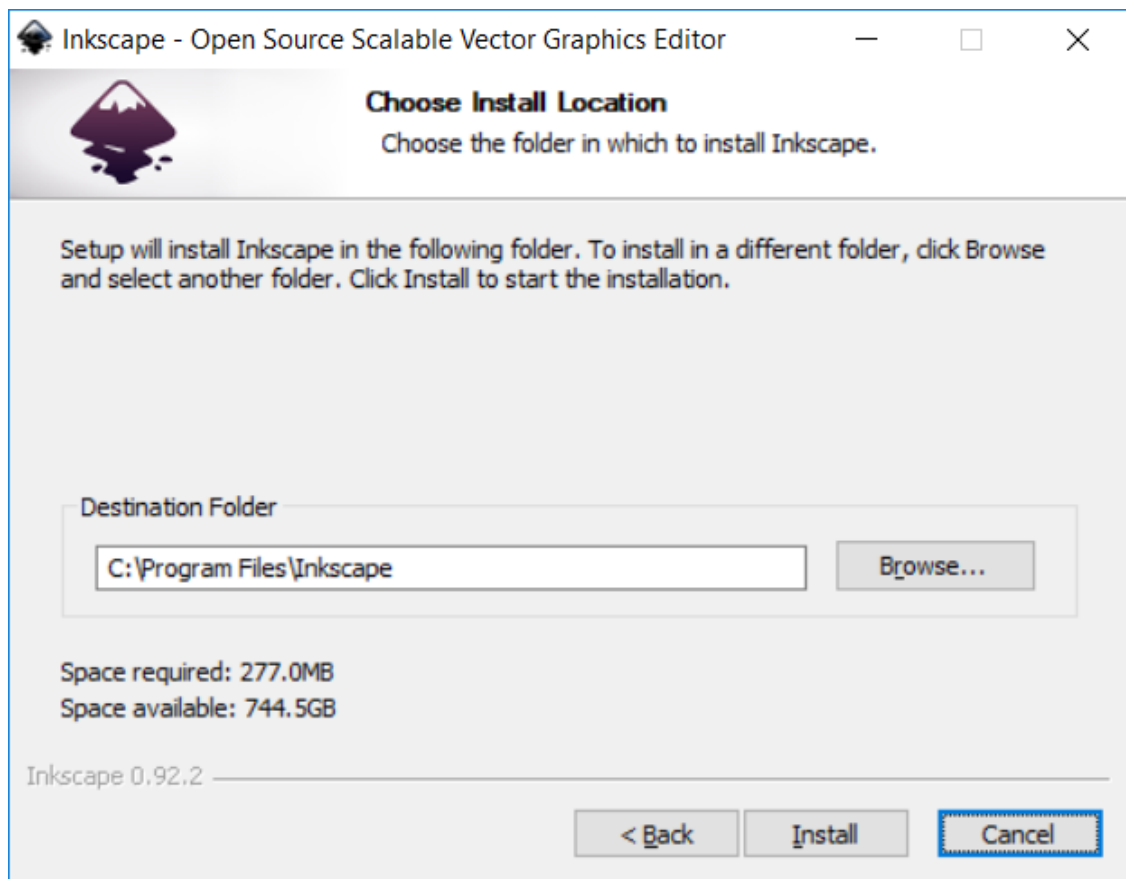 Inkscape - Open Source Scalable Vector Graphics Editor
Choose Install Location
Choose the folder in which to install Inkscape.
Setup will install Inkscape in the following folder. To install in a different folder, click Browse
and select another folder. Click Install to start the installation.
Destination Folder
C:\Program Files\Inkscape
Browse...
Space required: 277.0MB
Space available: 744.5GB
Inkscape 0.92.2
< Back
Install
Cancel